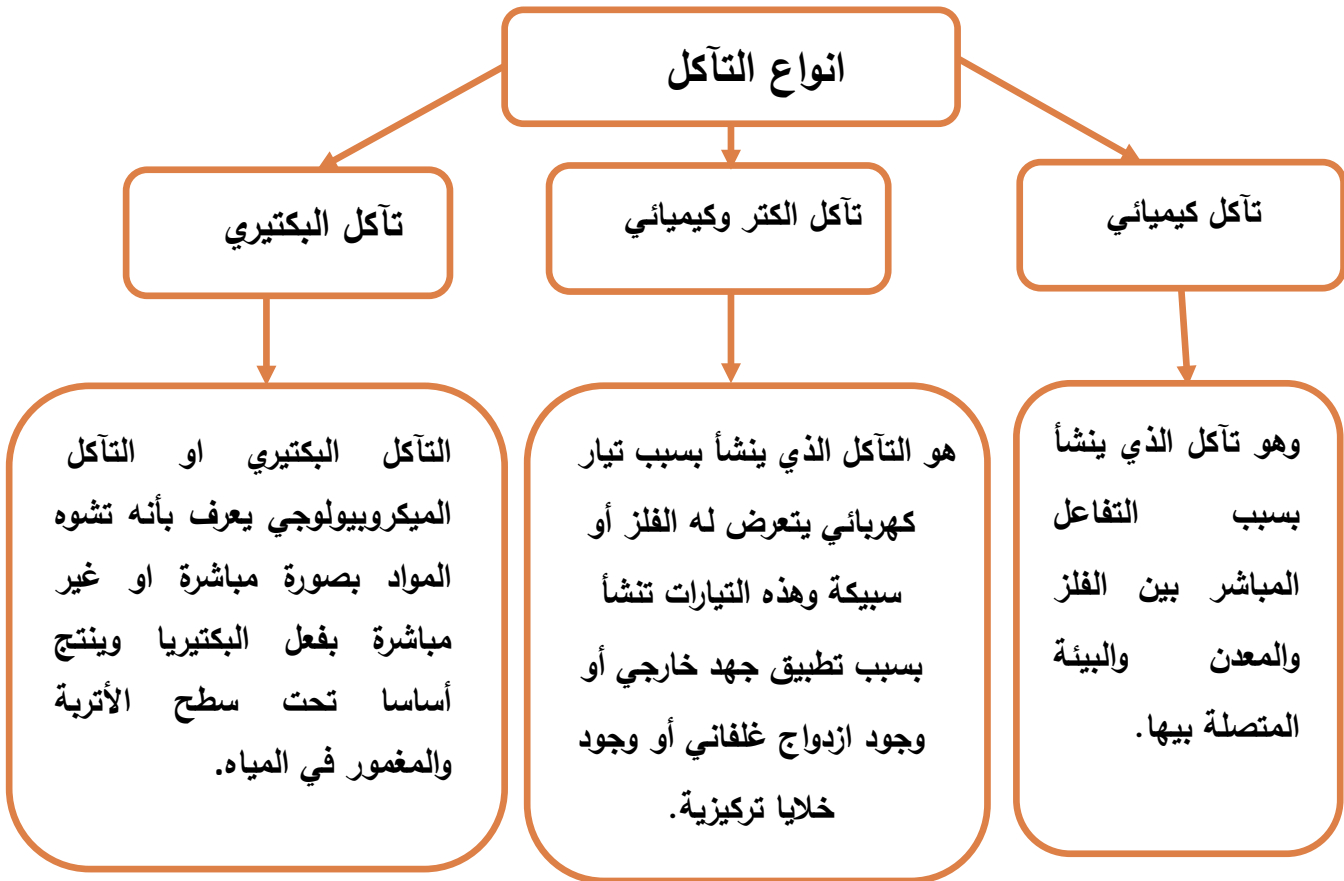 انواع التآكل
تآكل كيميائي
تآكل الكتر وكيميائي
تآكل البكتيري
وهو تآكل الذي ينشأ
بسبب التفاعل
المباشر بين الفلز
والمعدن والبيئة
المتصلة بيها.
هو التآكل الذي ينشأ بسبب تيار
كهربائي يتعرض له الفلز أو
سبيكة وهذه التيارات تنشأ
بسبب تطبيق جهد خارجي أو
وجود ازدواج غلفاني أو وجود
خلايا تركيزية.
التآكل البكتيري او التآكل
الميكروبيولوجي يعرف بأنه تشوه
المواد بصورة مباشرة او غير
مباشرة بفعل البكتيريا وينتج
أساسا تحت سطح الأتربة
والمغمور في المياه.